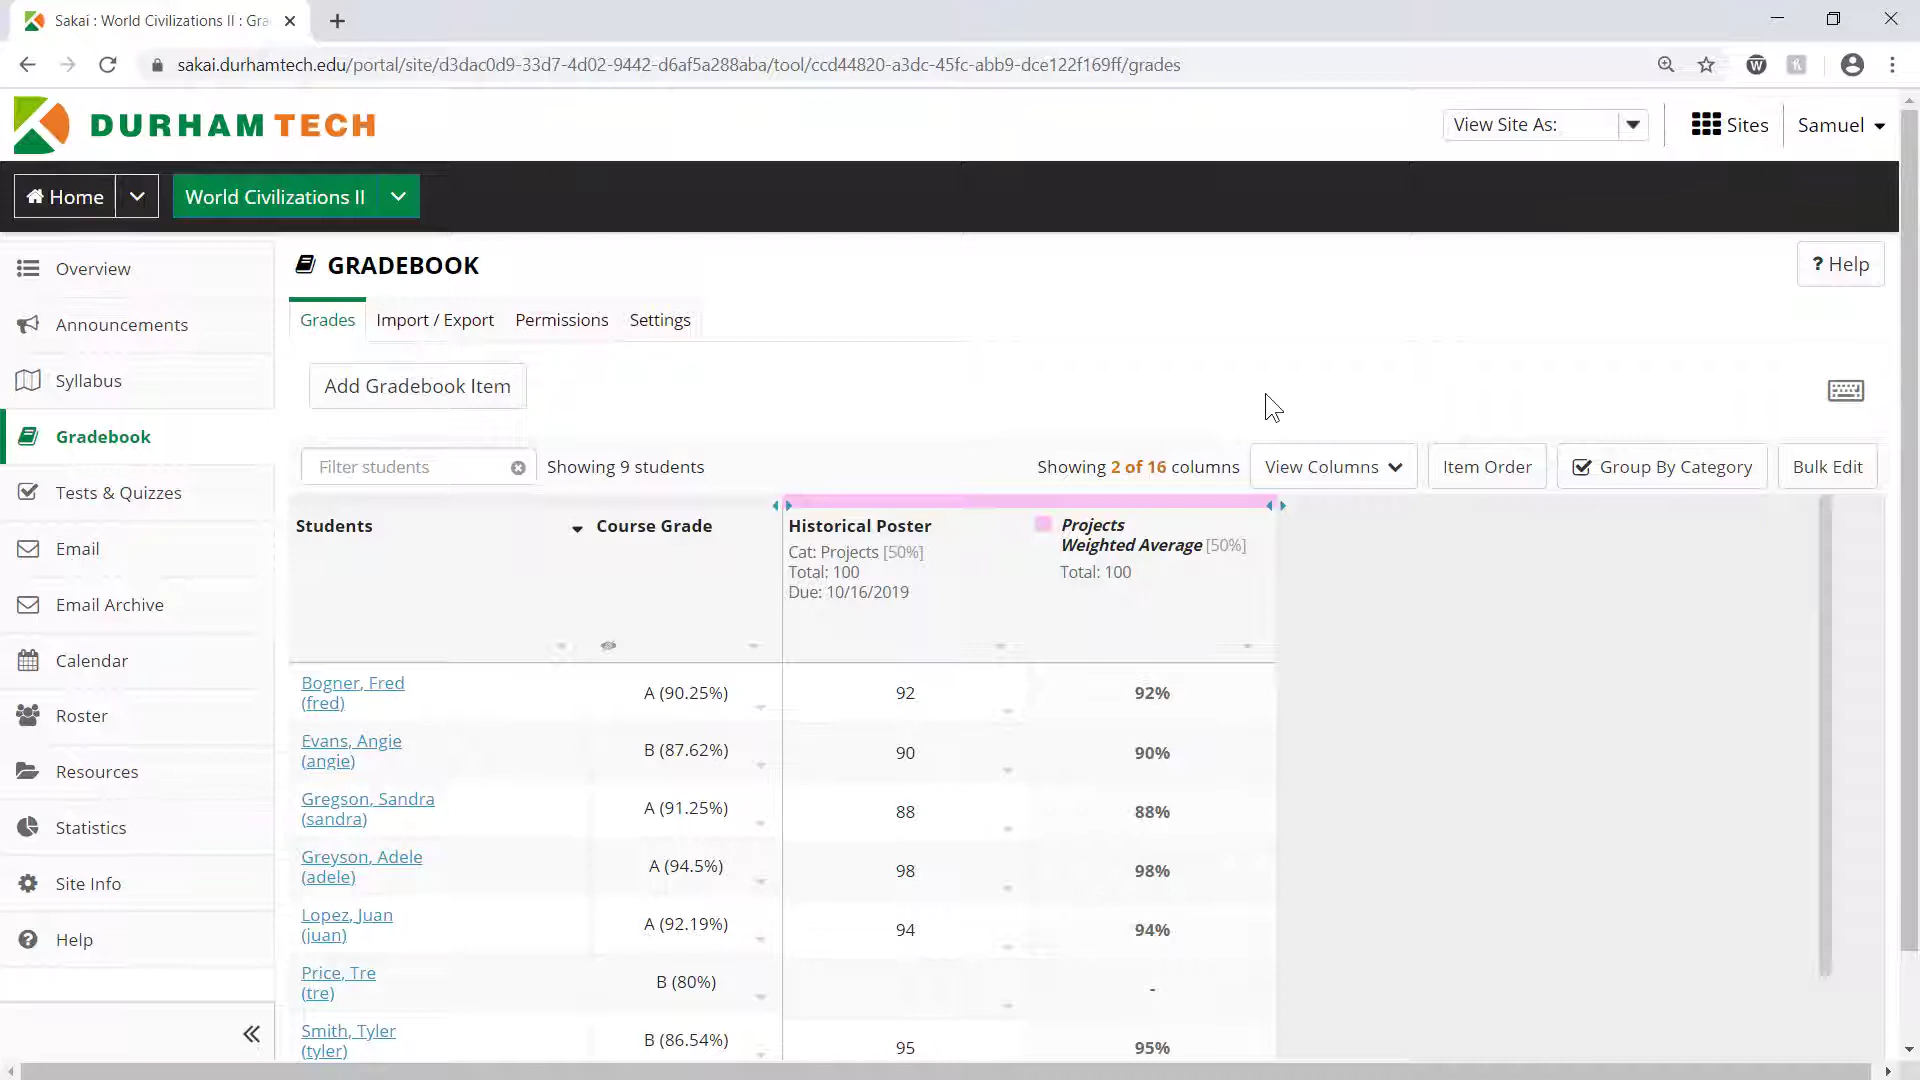 Sakai : World Civilizations II : Gra
sakai.durhamtech.edu/portal/site/d3dac0d9-33d7-4d02-9442-d6af5a288aba/tool/ccd44820-a3dc-45fc-abb9-dce122f169ff/grades
DURHAM TECH
View Site As:
Sites
Samuel
Home
World Civilizations II
Overview
Announcements
Syllabus
Gradebook
Tests & Quizzes
Email
Email Archive
Calendar
Roster
Resources
Statistics
Site Info
Help
GRADEBOOK
? Help
Grades
Import / Export
Permissions
Settings
Add Gradebook Item
Filter students
Showing 9 students
Showing 2 of 16 columns
View Columns
Item Order
Group By Category
Bulk Edit
Students
Course Grade
Historical Poster
Cat: Projects [50%]
Total: 100
Due: 10/16/2019
Projects
Weighted Average [50%]
Total: 100
Bogner, Fred
(fred)
A (90.25%)
92
92%
Evans, Angie
(angie)
B (87.62%)
90
90%
Gregson, Sandra
(sandra)
A (91.25%)
88
88%
Greyson, Adele
(adele)
A (94.5%)
98
98%
Lopez, Juan
(juan)
A (92.19%)
94
94%
Price, Tre
(tre)
B (80%)
-
Smith, Tyler
(tyler)
B (86.54%)
95
95%